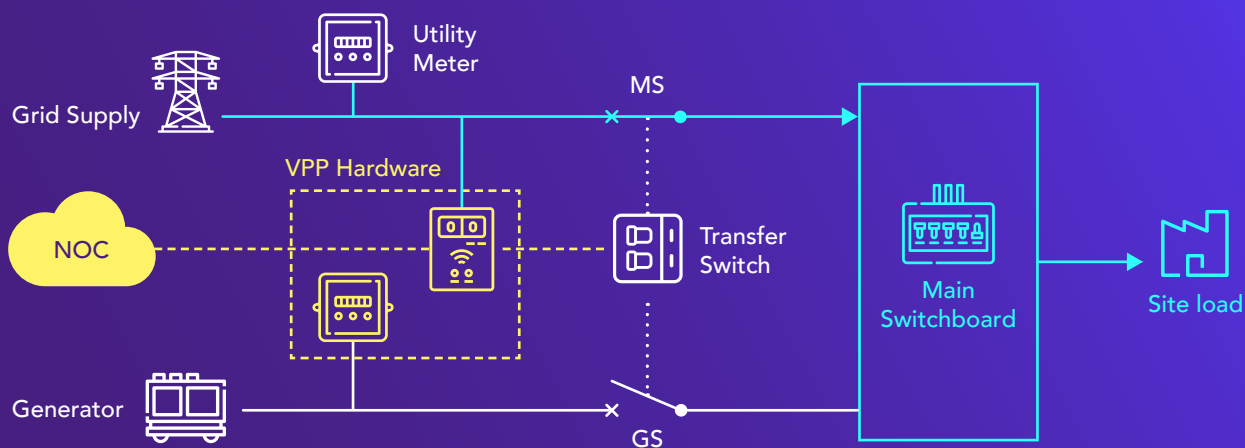 Utility
Meter
MS
Grid Supply
VPP Hardware
NOC
Transfer
Switch
Main
Switchboard
Site load
Generator
GS